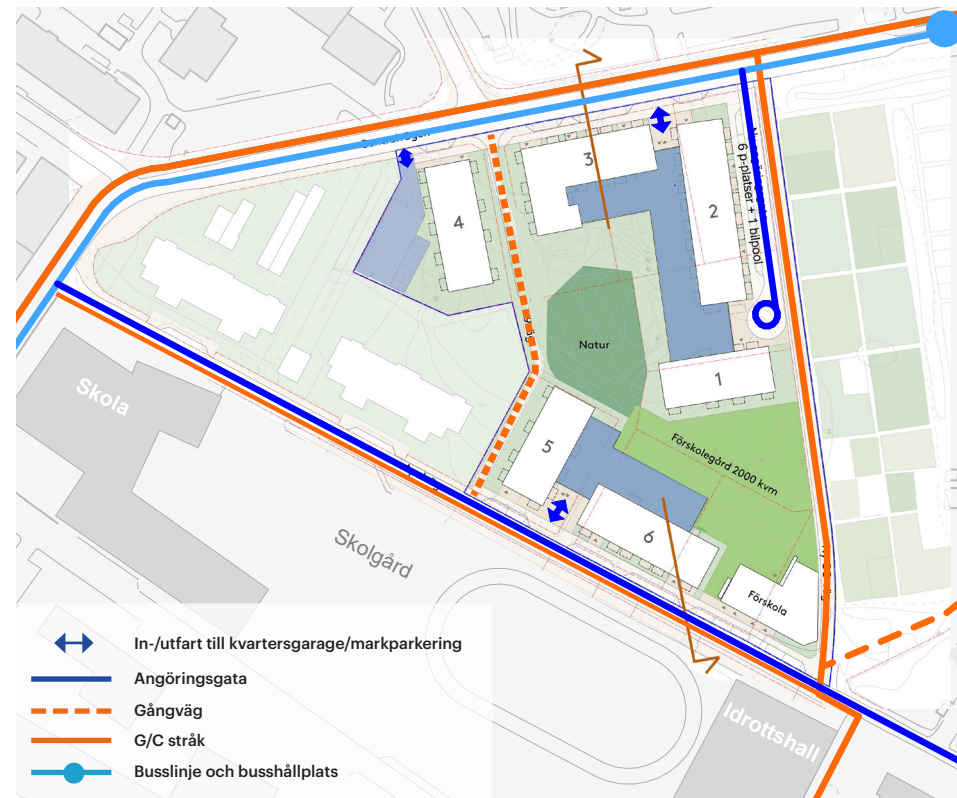 3
2
4
6 p-platser + 1 bilpool
Natur
1
Skola
5
Förskolegård 2000 kvm
6
Skolgård
Förskola
Idrottshall
In-/utfart till kvartersgarage/markparkering
Angöringsgata
Gångväg
G/C stråk
Busslinje och busshållplats